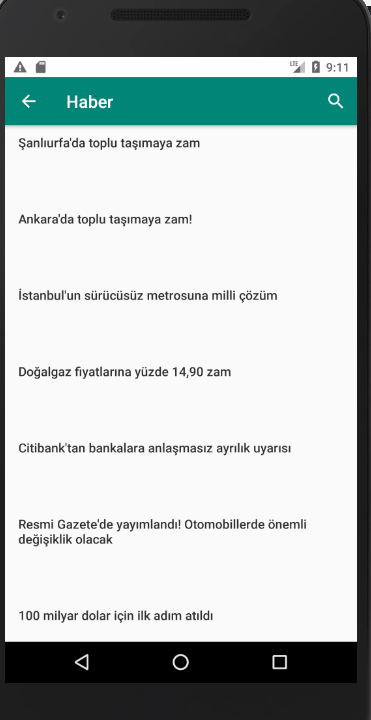 LTE 9:11
Haber
Şanlıurfa'da toplu taşımaya zam
Ankara'da toplu taşımaya zam!
İstanbul'un sürücüsüz metrosuna milli çözüm
Doğalgaz fiyatlarına yüzde 14,90 zam
Citibank'tan bankalara anlaşmasız ayrılık uyarısı
Resmi Gazete'de yayımlandı! Otomobillerde önemli
değişiklik olacak
100 milyar dolar için ilk adım atıldı